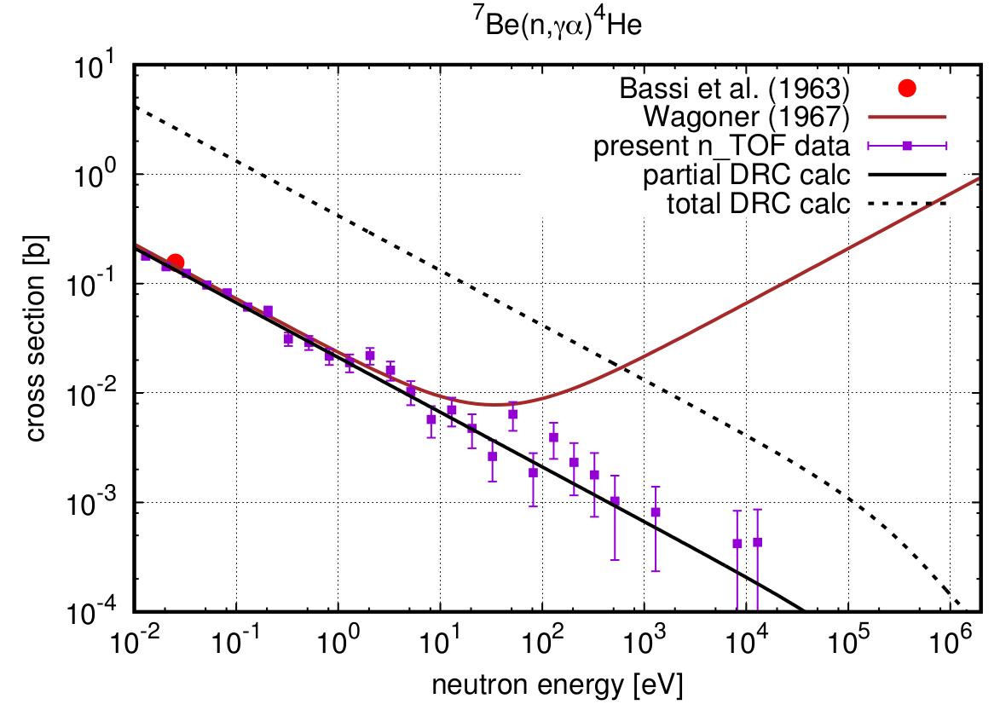 ⁷Be(n,γα)⁴He
Bassi et al. (1963)
Wagoner (1967)
present n_TOF data
partial DRC calc
total DRC calc
10¹
10⁰
10⁻¹
10⁻²
10⁻³
10⁻⁴
cross section [b]
10⁻² 10⁻¹ 10⁰ 10¹ 10² 10³ 10⁴ 10⁵ 10⁶
neutron energy [eV]